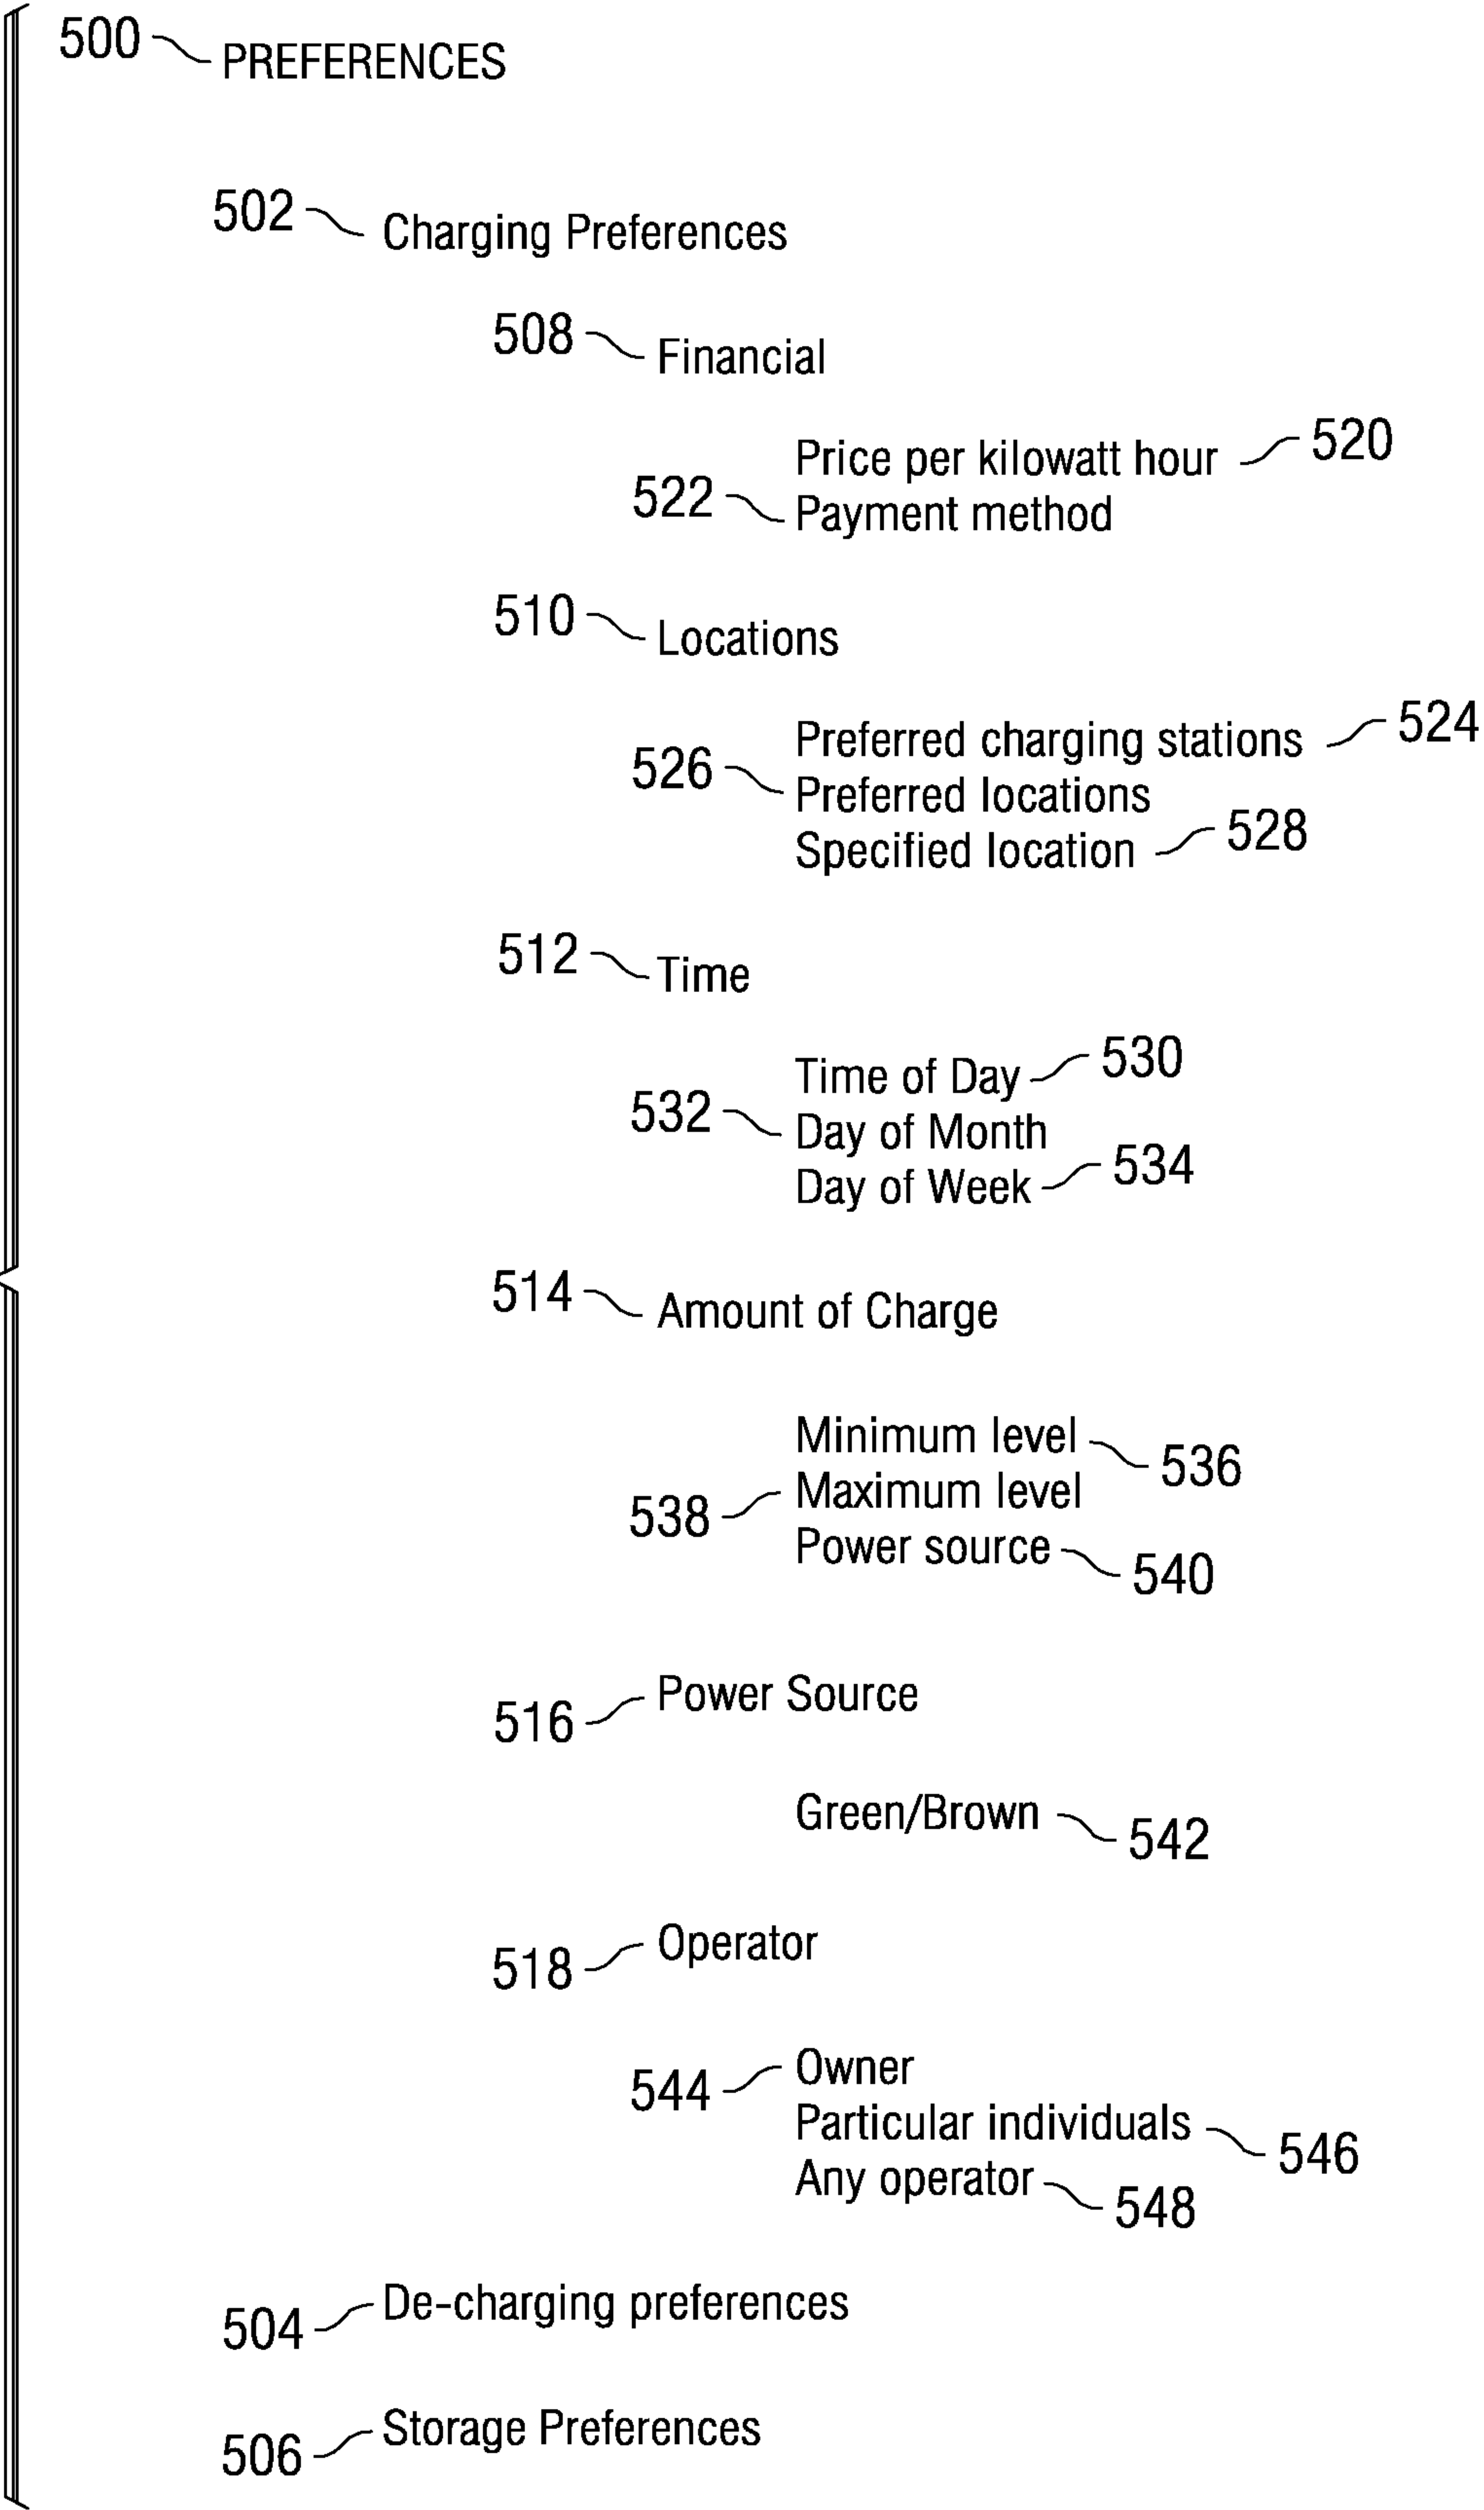 500 PREFERENCES
502 Charging Preferences
508 Financial
Price per kilowatt hour 520
522 Payment method
510 Locations
Preferred charging stations 524
526 Preferred locations
Specified location 528
512 Time
Time of Day 530
532 Day of Month
Day of Week 534
514 Amount of Charge
Minimum level 536
538 Maximum level
Power source 540
516 Power Source
Green/Brown 542
518 Operator
544 Owner
Particular individuals 546
Any operator 548
504 De-charging preferences
506 Storage Preferences